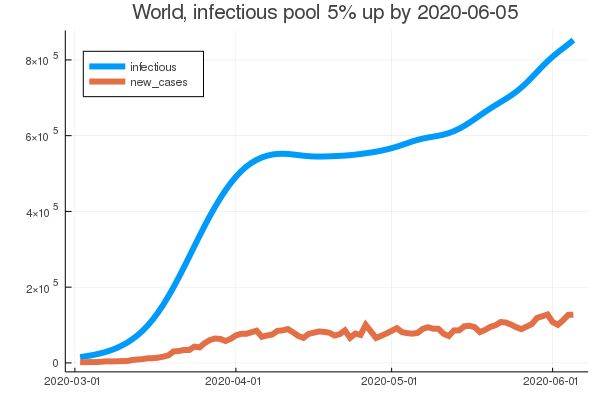 World, infectious pool 5% up by 2020-06-05
8×10 5
infectious
new_cases
6×10 5
4×10 5
2×10 5
0
2020-03-01 2020-04-01 2020-05-01 2020-06-01